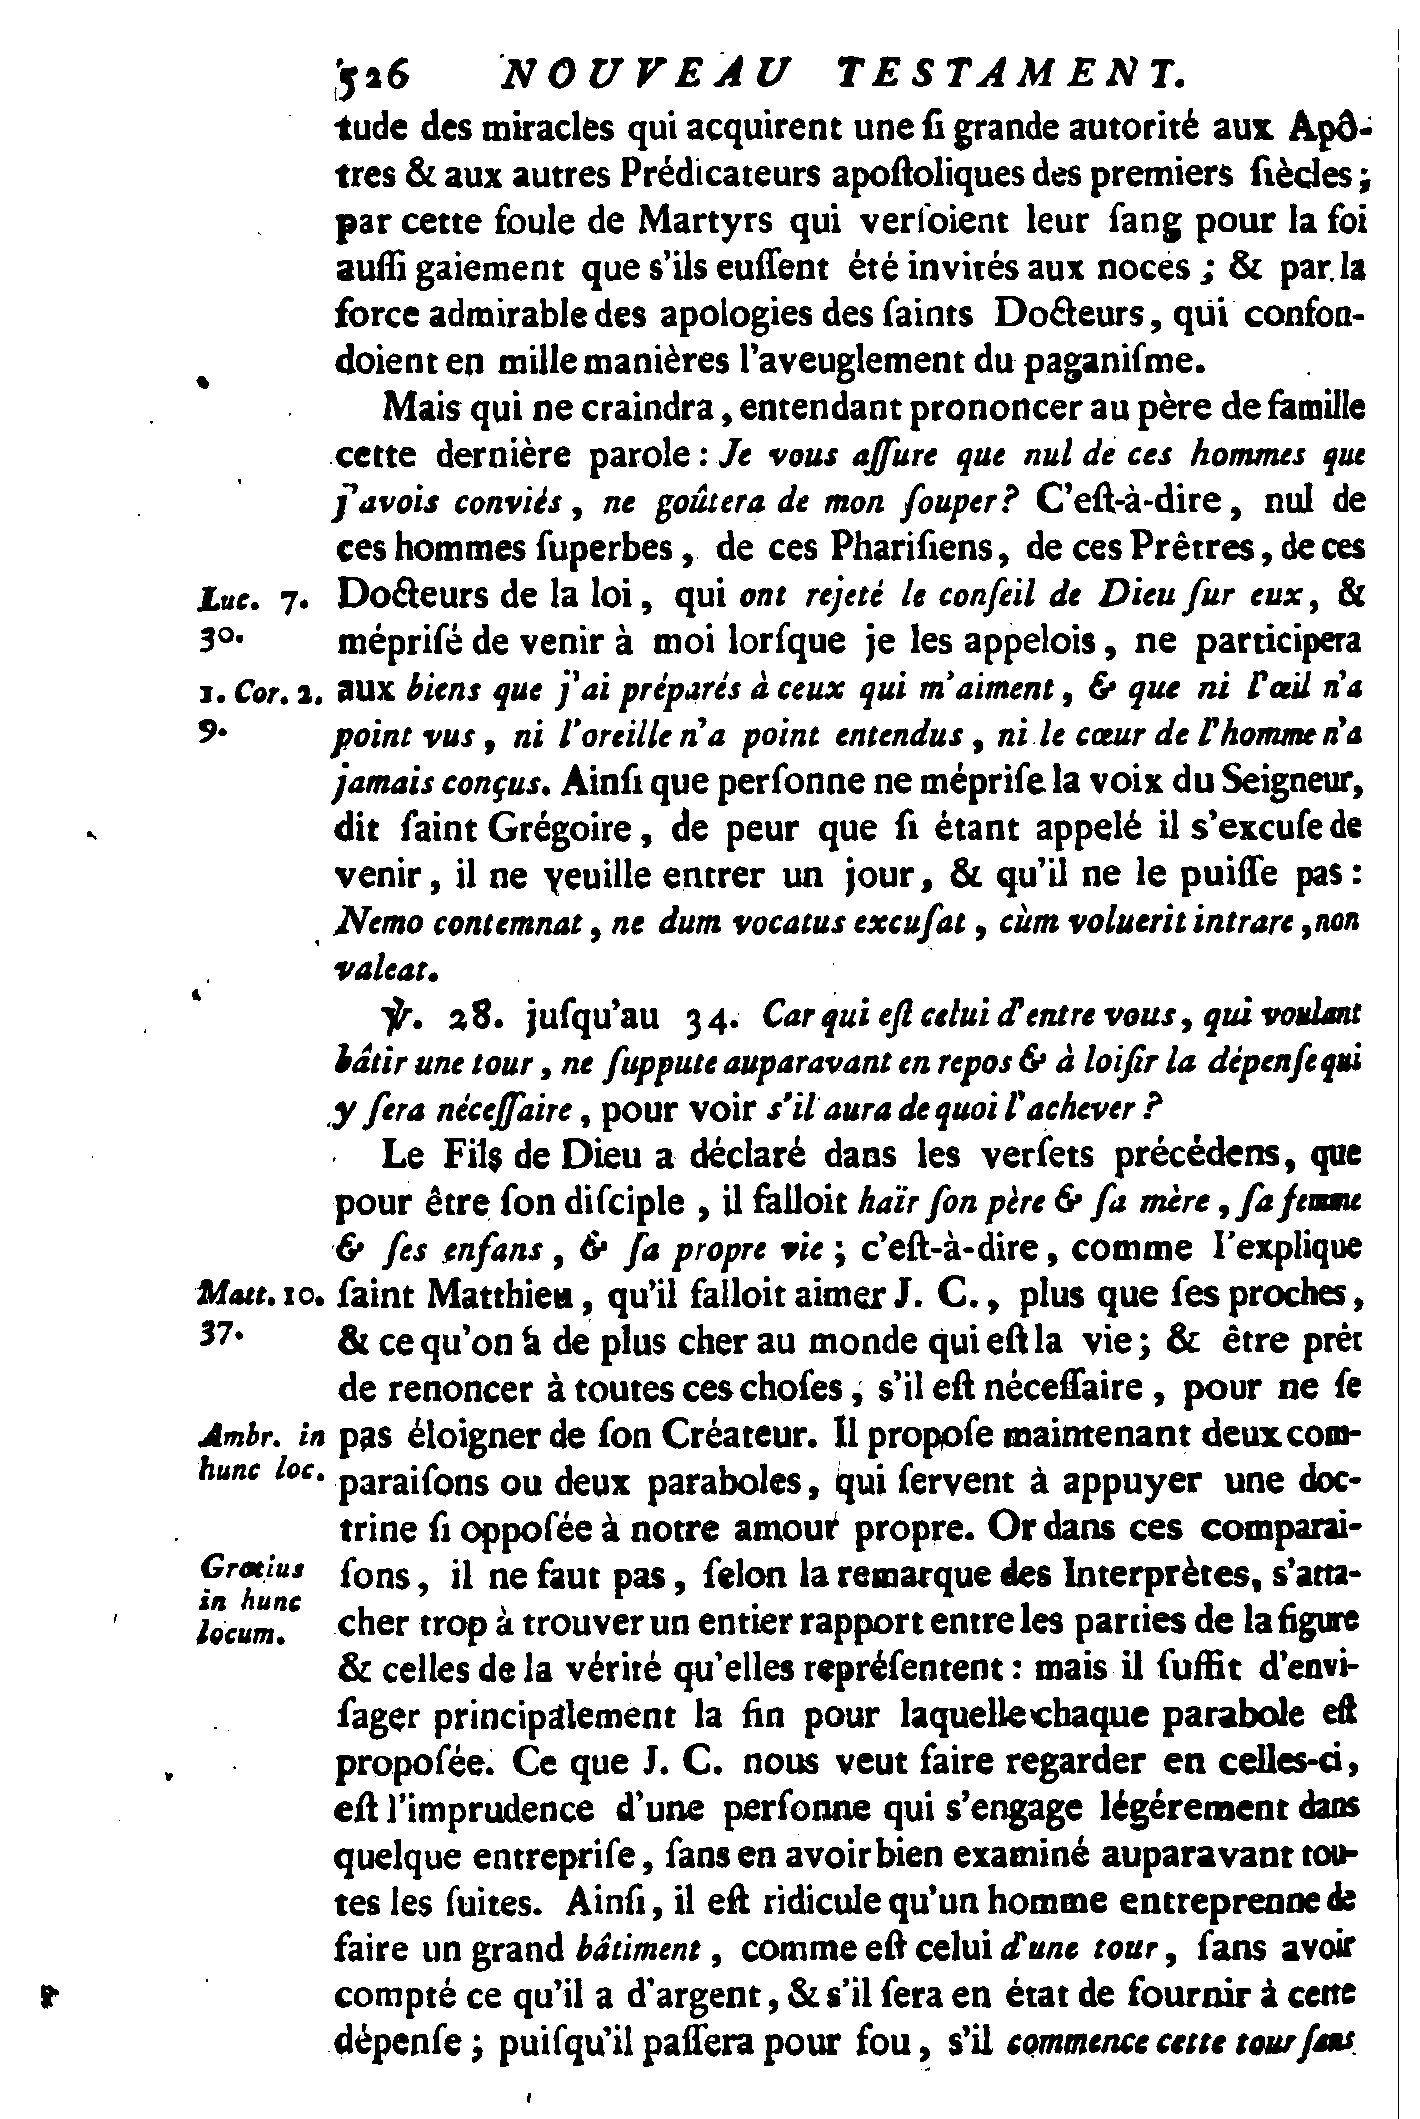 526 NOUVEAU TESTAMENT.
tude des miracles qui acquirent une ſi grande autorité aux Apô-
tres & aux autres Prédicateurs apoſtoliques des premiers ſiècles ;
par cette foule de Martyrs qui verſoient leur ſang pour la foi
auſſi gaiement que s'ils euſſent été invités aux noces ; & par la
force admirable des apologies des ſaints Docteurs, qui confon-
doient en mille manières l'aveuglement du paganiſme.
Mais qui ne craindra, entendant prononcer au père de famille
cette dernière parole : Je vous aſſure que nul de ces hommes que
j'avois conviés, ne goûtera de mon ſouper? C'eſt-à-dire, nul de
ces hommes ſuperbes, de ces Phariſiens, de ces Prêtres, de ces
Luc. 7. Docteurs de la loi, qui ont rejeté le conſeil de Dieu ſur eux, &
30. mépriſé de venir à moi lorſque je les appelois, ne participera
1. Cor. 2. aux biens que j'ai préparés à ceux qui m'aiment, & que ni l'œil n'a
9. point vus, ni l'oreille n'a point entendus, ni le cœur de l'homme n'a
jamais conçus. Ainſi que perſonne ne mépriſe la voix du Seigneur,
dit ſaint Grégoire, de peur que ſi étant appelé il s'excuſe de
venir, il ne veuille entrer un jour, & qu'il ne le puiſſe pas :
Nemo contemnat, ne dum vocatus excuſat, cùm voluerit intrare, non
valeat.
℣. 28. juſqu'au 34. Car qui eſt celui d'entre vous, qui voulant
bâtir une tour, ne ſuppute auparavant en repos & à loiſir la dépenſe qui
y ſera néceſſaire, pour voir s'il aura de quoi l'achever ?
Le Fils de Dieu a déclaré dans les verſets précédens, que
pour être ſon diſciple, il falloit haïr ſon père & ſa mère, ſa femme
& ſes enfans, & ſa propre vie ; c'eſt-à-dire, comme l'explique
Matt. 10. ſaint Matthieu, qu'il falloit aimer J. C., plus que ſes proches,
37. & ce qu'on a de plus cher au monde qui eſt la vie ; & être prêt
de renoncer à toutes ces choſes, s'il eſt néceſſaire, pour ne ſe
Ambr. in pas éloigner de ſon Créateur. Il propoſe maintenant deux com-
hunc loc. paraiſons ou deux paraboles, qui ſervent à appuyer une doc-
trine ſi oppoſée à notre amour propre. Or dans ces comparai-
Grotius ſons, il ne faut pas, ſelon la remarque des Interprètes, s'atta-
in hunc
locum. cher trop à trouver un entier rapport entre les parties de la figure
& celles de la vérité qu'elles repréſentent : mais il ſuffit d'envi-
ſager principalement la fin pour laquelle chaque parabole eſt
propoſée. Ce que J. C. nous veut faire regarder en celles-ci,
eſt l'imprudence d'une perſonne qui s'engage légérement dans
quelque entrepriſe, ſans en avoir bien examiné auparavant tou-
tes les ſuites. Ainſi, il eſt ridicule qu'un homme entreprenne de
faire un grand bâtiment, comme eſt celui d'une tour, ſans avoir
compté ce qu'il a d'argent, & s'il ſera en état de fournir à cette
dépenſe ; puiſqu'il paſſera pour fou, s'il commence cette tour ſans